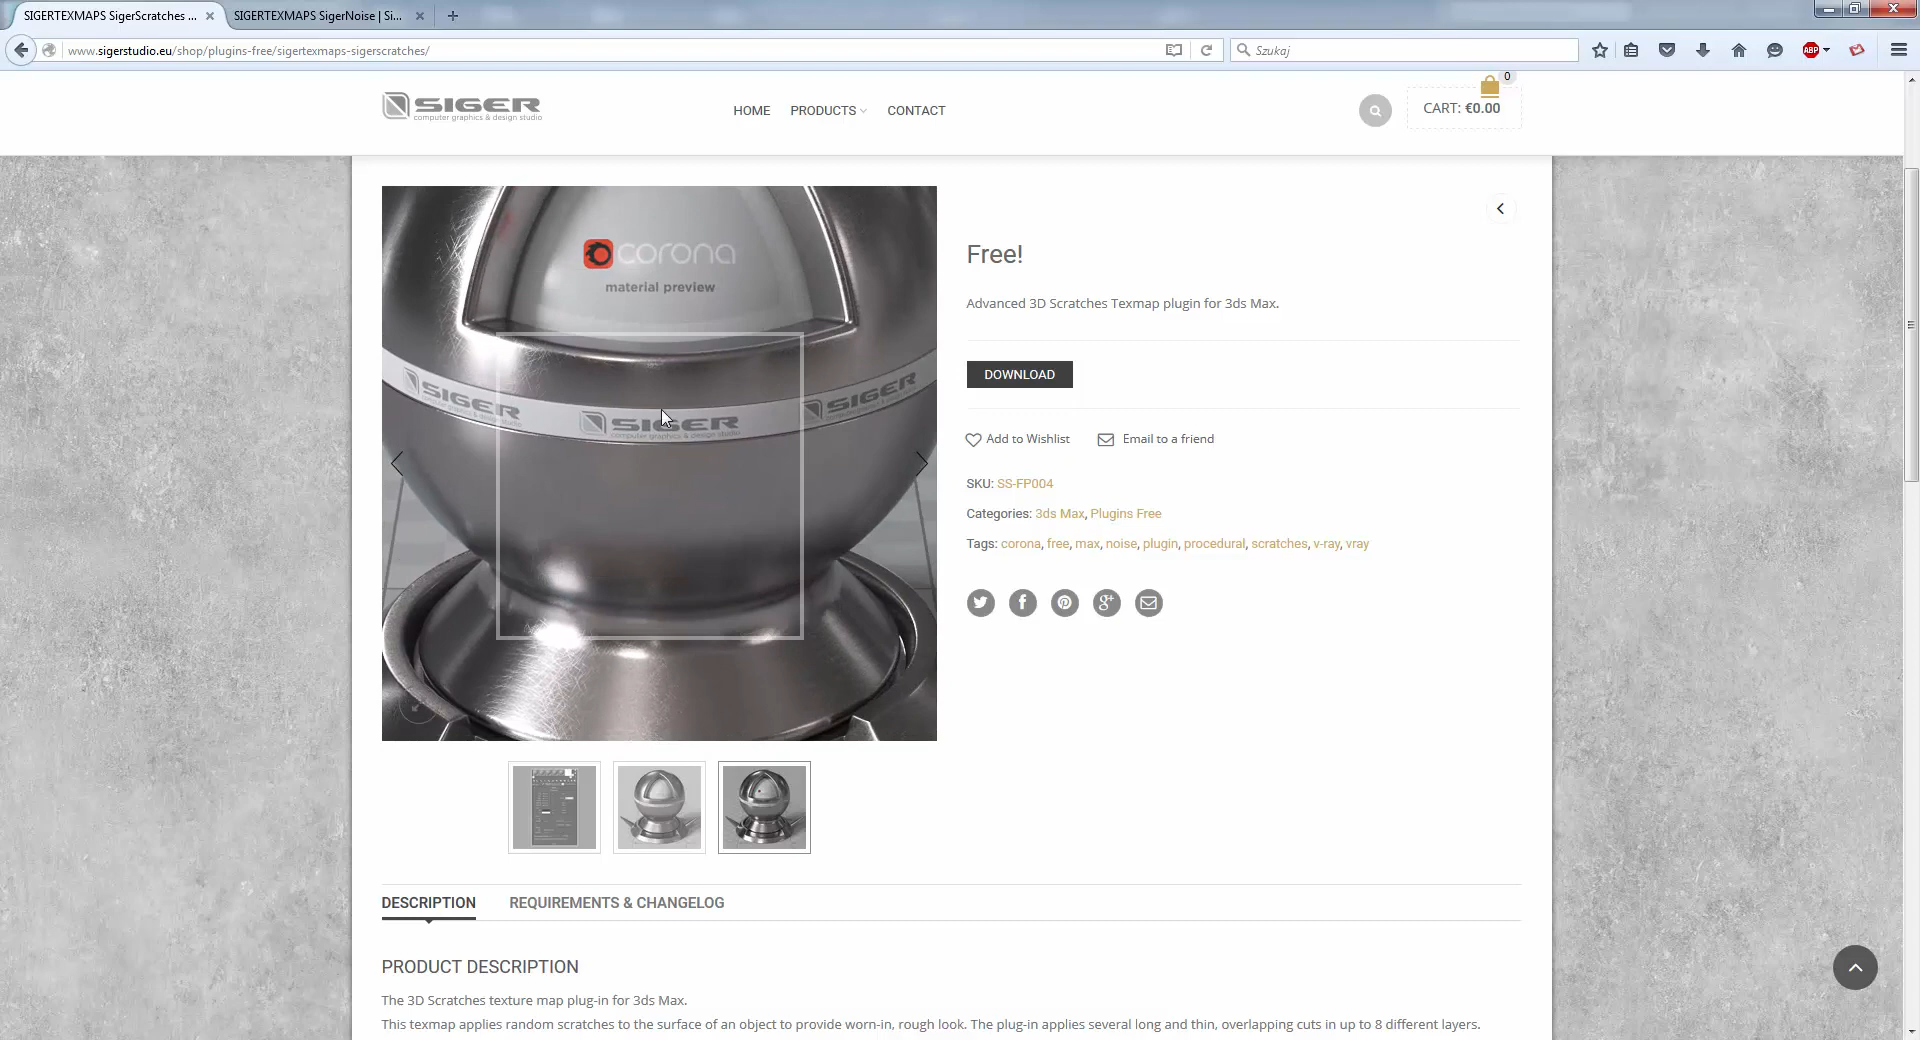 SIGERTEXMAPS SigerScratches ...
SIGERTEXMAPS SigerNoise | Si...
www.sigerstudio.eu/shop/plugins-free/sigertexmaps-sigerscratches/
Szukaj
ABP
SIGER
computer graphics & design studio
HOME
PRODUCTS
CONTACT
0
CART: €0.00
corona
material preview
SIGER
computer graphics & design studio
SIGER
computer graphics & design studio
SIGER
Free!
Advanced 3D Scratches Texmap plugin for 3ds Max.
DOWNLOAD
Add to Wishlist
Email to a friend
SKU: SS-FP004
Categories: 3ds Max, Plugins Free
Tags: corona, free, max, noise, plugin, procedural, scratches, v-ray, vray
DESCRIPTION
REQUIREMENTS & CHANGELOG
PRODUCT DESCRIPTION
The 3D Scratches texture map plug-in for 3ds Max.
This texmap applies random scratches to the surface of an object to provide worn-in, rough look. The plug-in applies several long and thin, overlapping cuts in up to 8 different layers.